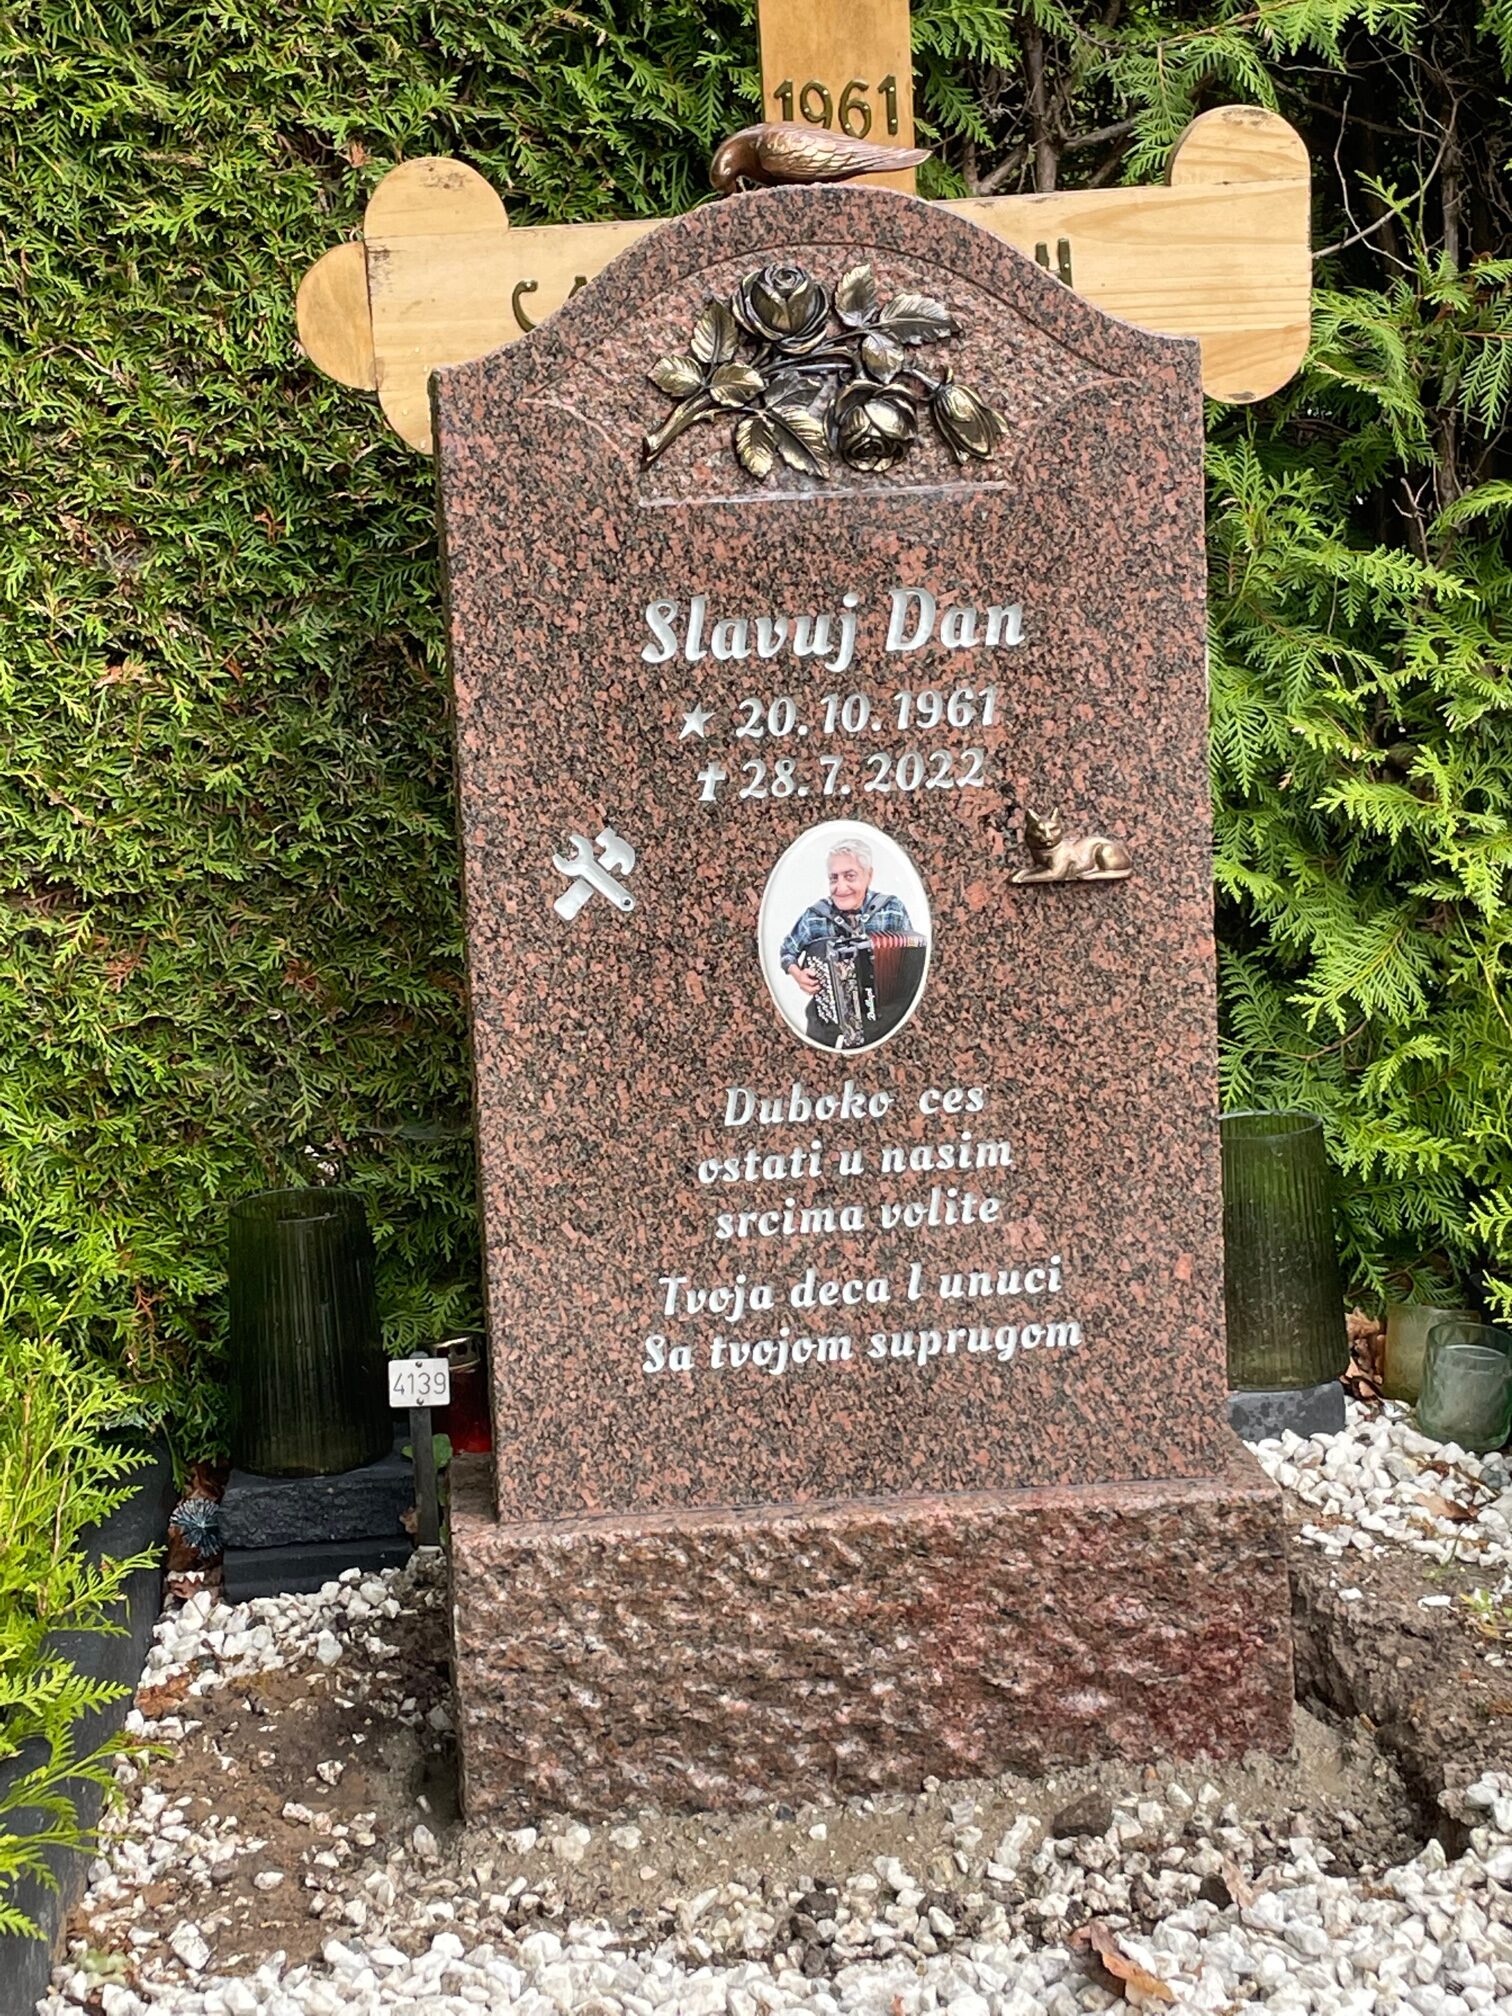 1961
Slavuj Dan
★ 20.10.1961
✝ 28.7.2022
Duboko ces
ostati u nasim
srcima volite
Tvoja deca I unuci
Sa tvojom suprugom
4139